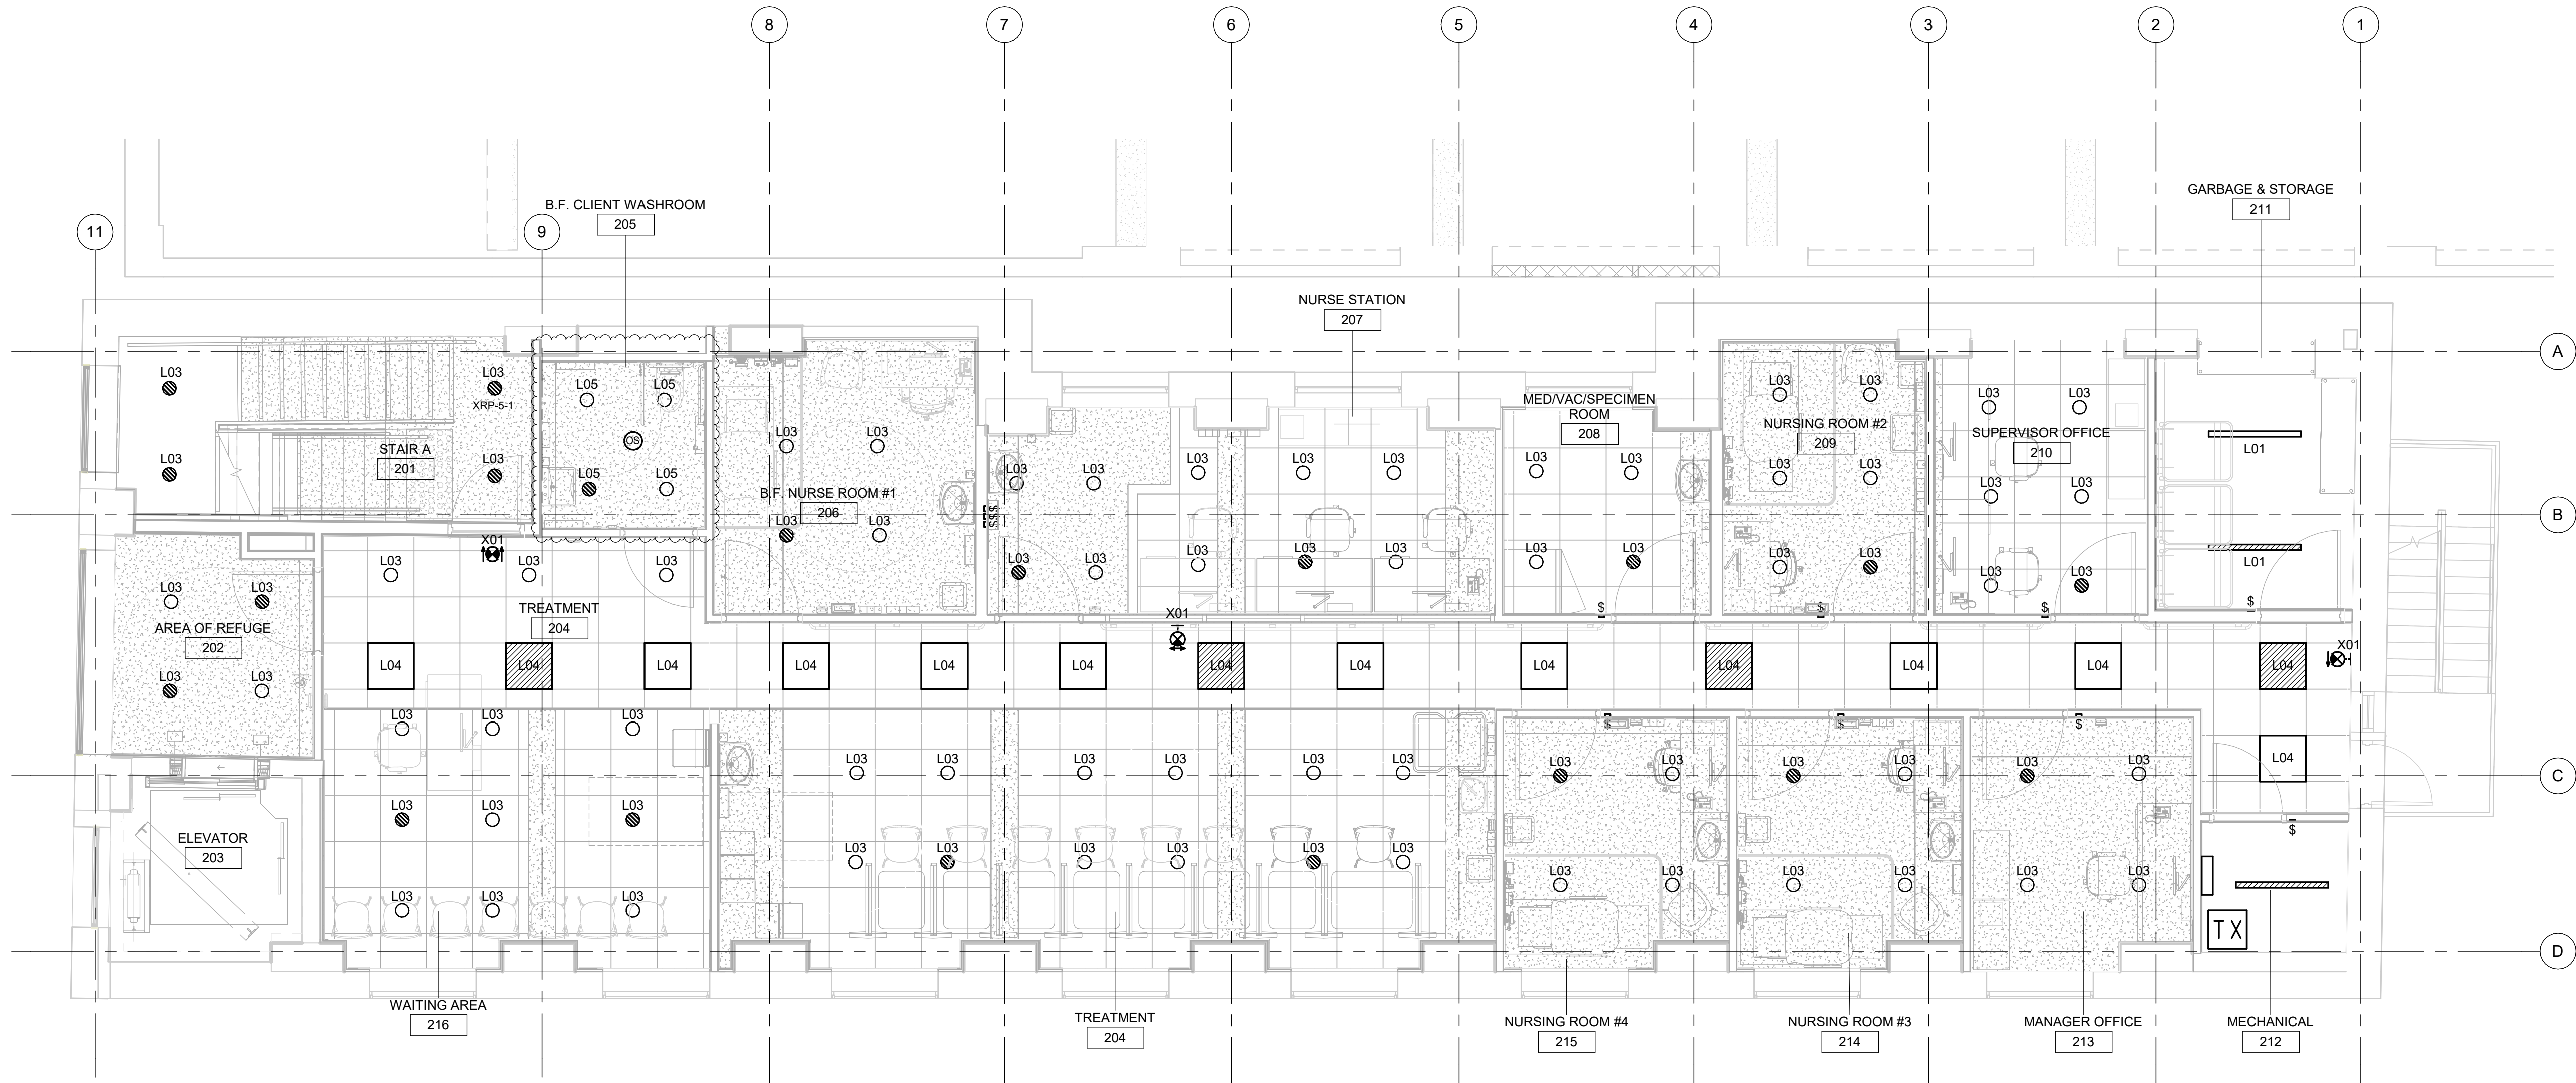 8 7 6 5 4 3 2 1
11 9
GARBAGE & STORAGE
211
B.F. CLIENT WASHROOM
205
NURSE STATION
207
A
L03 L03
XRP-5-1
L03 L03
STAIR A
201
L05 L05
OS
L05 L05
L03 L03
B.F. NURSE ROOM #1
206
L03 L03
$$$
L03 L03 L03 L03 L03
L03 L03 L03 L03 L03
MED/VAC/SPECIMEN
ROOM
208
L03 L03
L03 L03
$
L03 L03
NURSING ROOM #2
209
L03 L03
L03 L03
$
L03 L03
SUPERVISOR OFFICE
210
L03 L03
L03 L03
$
L01
L01
$
B
X01
L03 L03 L03
TREATMENT
204
L03 L03
AREA OF REFUGE
202
L03 L03
X01
X01
L04 L04 L04 L04 L04 L04 L04 L04 L04 L04 L04 L04 L04
L04
C
ELEVATOR
203
L03 L03 L03
L03 L03 L03
L03 L03 L03
L03 L03 L03 L03 L03 L03
L03 L03 L03 L03 L03 L03
$
L03 L03
L03 L03
$
L03 L03
L03 L03
$
L03 L03
L03 L03
$
TX
D
WAITING AREA
216
TREATMENT
204
NURSING ROOM #4
215
NURSING ROOM #3
214
MANAGER OFFICE
213
MECHANICAL
212